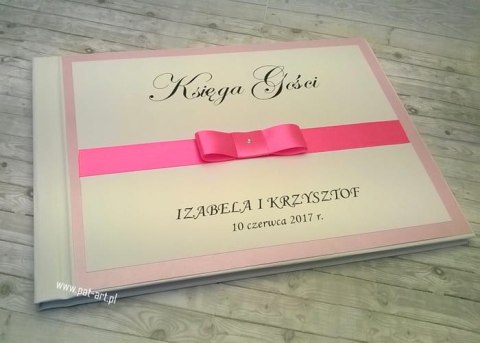 Księga Gości
IZABELA I KRZYSZTOF
10 czerwca 2017 r.
www.pat-art.pl